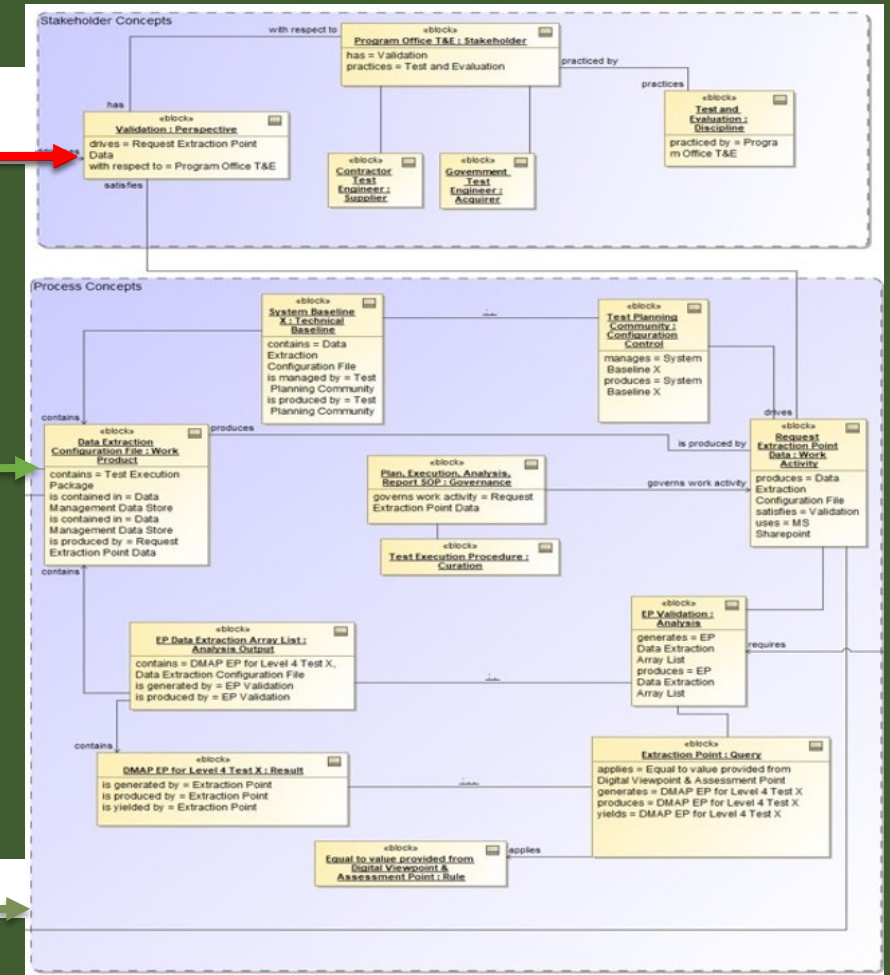 Stakeholder Concepts
with respect to
«block»
Program Office T&E : Stakeholder
has = Validation
practices = Test and Evaluation
practiced by
practices
has
«block»
Validation : Perspective
drives = Request Extraction Point
Data
with respect to = Program Office T&E
satisfies
«block»
Contractor
Test
Engineer :
Supplier
«block»
Government
Test
Engineer :
Acquirer
«block»
Test and
Evaluation :
Discipline
practiced by = Progra
m Office T&E
Process Concepts
«block»
System Baseline
X : Technical
Baseline
contains = Data
Extraction
Configuration File
is managed by = Test
Planning Community
is produced by = Test
Planning Community
«block»
Test Planning
Community :
Configuration
Control
manages = System
Baseline X
produces = System
Baseline X
contains
«block»
Data Extraction
Configuration File : Work
Product
contains = Test Execution
Package
is contained in = Data
Management Data Store
is contained in = Data
Management Data Store
is produced by = Request
Extraction Point Data
contains
produces
is produced by
drives
«block»
Request
Extraction Point
Data : Work
Activity
produces = Data
Extraction
Configuration File
satisfies = Validation
uses = MS
Sharepoint
«block»
Plan, Execution, Analysis,
Report SOP : Governance
governs work activity = Request
Extraction Point Data
governs work activity
«block»
Test Execution Procedure :
Curation
«block»
EP Validation :
Analysis
generates = EP
Data Extraction
Array List
produces = EP
Data Extraction
Array List
requires
«block»
EP Data Extraction Array List :
Analysis Output
contains = DMAP EP for Level 4 Test X,
Data Extraction Configuration File
is generated by = EP Validation
is produced by = EP Validation
contains
«block»
DMAP EP for Level 4 Test X : Result
is generated by = Extraction Point
is produced by = Extraction Point
is yielded by = Extraction Point
«block»
Extraction Point : Query
applies = Equal to value provided from
Digital Viewpoint & Assessment Point
generates = DMAP EP for Level 4 Test X
produces = DMAP EP for Level 4 Test X
yields = DMAP EP for Level 4 Test X
«block»
Equal to value provided from
Digital Viewpoint &
Assessment Point : Rule
applies